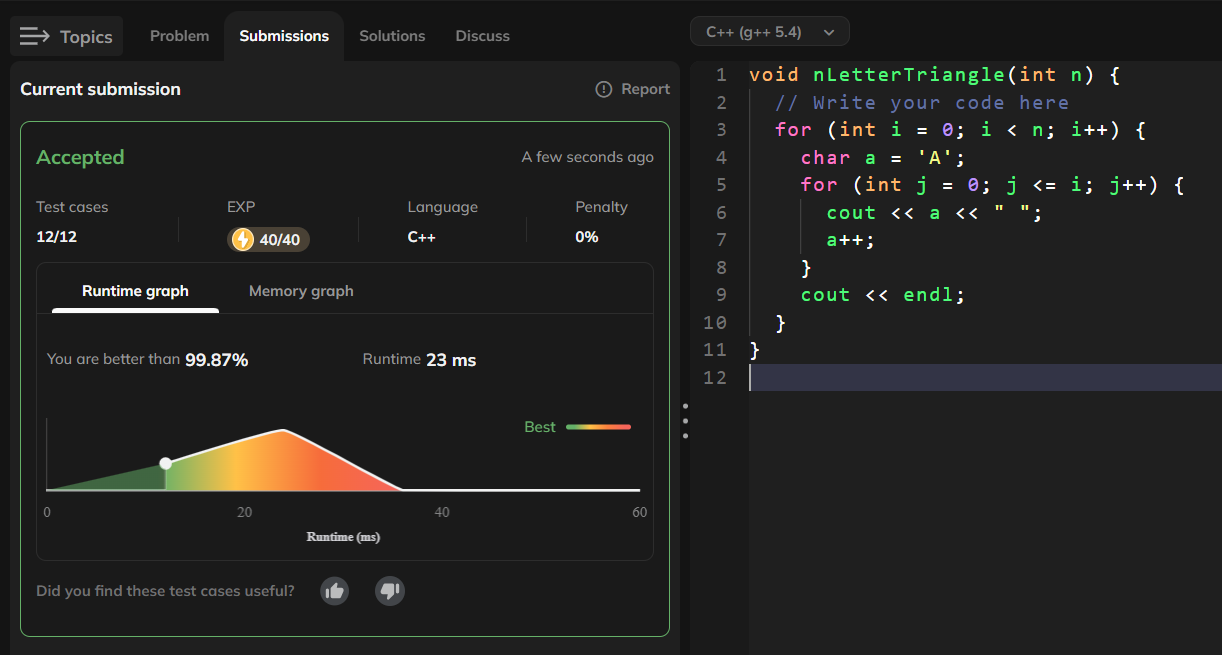 Topics Problem Submissions Solutions Discuss
Current submission Report
Accepted A few seconds ago
Test cases EXP Language Penalty
12/12 40/40 C++ 0%
Runtime graph Memory graph
You are better than 99.87% Runtime 23 ms
Best
0 20 40 60
Runtime (ms)
Did you find these test cases useful?
C++ (g++ 5.4)
1 void nLetterTriangle(int n) {
2   // Write your code here
3   for (int i = 0; i < n; i++) {
4     char a = 'A';
5     for (int j = 0; j <= i; j++) {
6       cout << a << " ";
7       a++;
8     }
9     cout << endl;
10   }
11 }
12